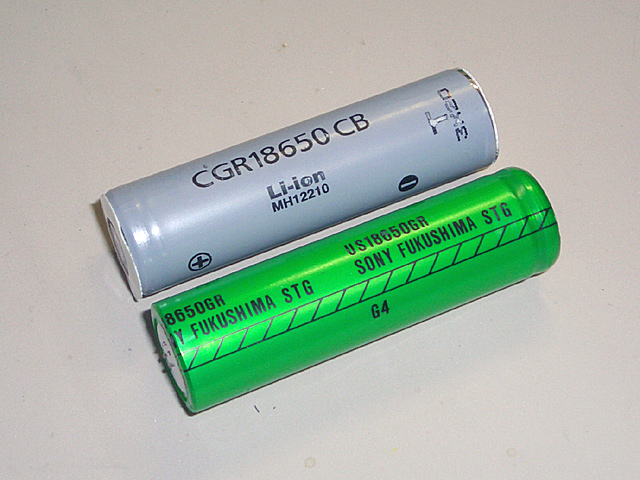 CGR18650 CB
Li-ion
MH12210
T
US18650GR
SONY FUKUSHIMA STG
8650GR
Y FUKUSHIMA STG
G4